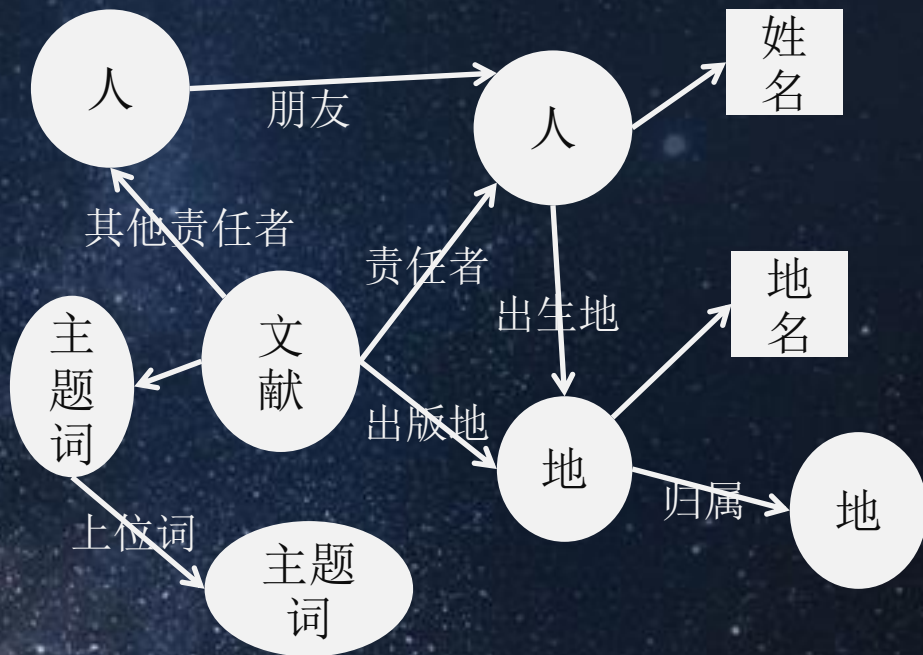 人
朋友
人
姓
名
其他责任者
责任者
出生地
地
名
主
题
词
文
献
出版地
地
归属
地
上位词
主题
词